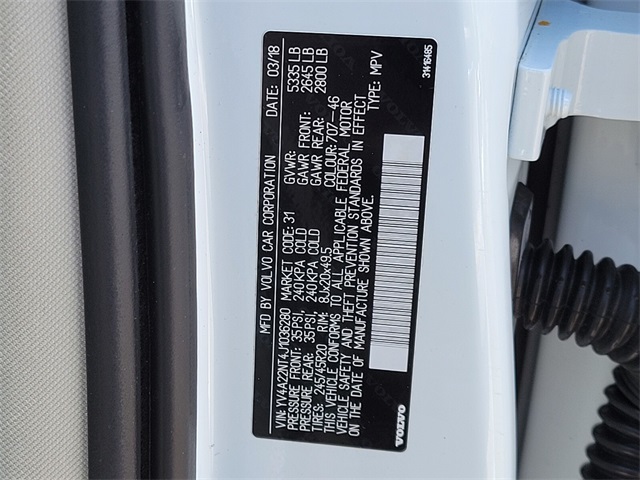 MFD BY VOLVO CAR CORPORATION DATE: 03/18
VIN: YV4A22NT4J1036280 MARKET CODE: 31 GVWR: 5335 LB
PRESSURE FRONT: 35PSI, 240KPA COLD GAWR FRONT: 2645 LB
PRESSURE REAR: 35PSI, 240KPA COLD GAWR REAR: 2800 LB
TIRES: 245/45R20 RIM: 8Jx20x49.5 COLOUR: 707-46
THIS VEHICLE CONFORMS TO ALL APPLICABLE FEDERAL MOTOR
VEHICLE SAFETY AND THEFT PREVENTION STANDARDS IN EFFECT
ON THE DATE OF MANUFACTURE SHOWN ABOVE. TYPE: MPV
VOLVO 31416485